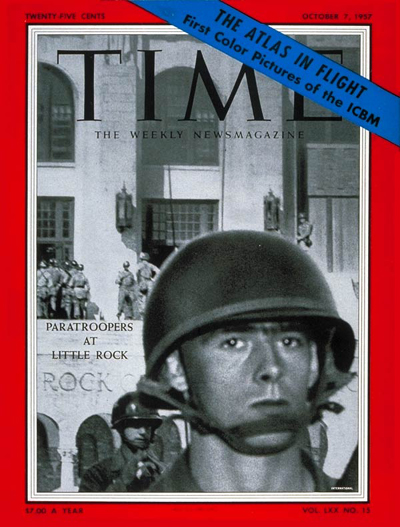 TWENTY-FIVE CENTS
OCTOBER 7, 1957
THE ATLAS IN FLIGHT
First Color Pictures of the ICBM
TIME
THE WEEKLY NEWSMAGAZINE
PARATROOPERS
AT
LITTLE ROCK
ROCK
INTERNATIONAL
$7.00 A YEAR
VOL. LXX NO. 15